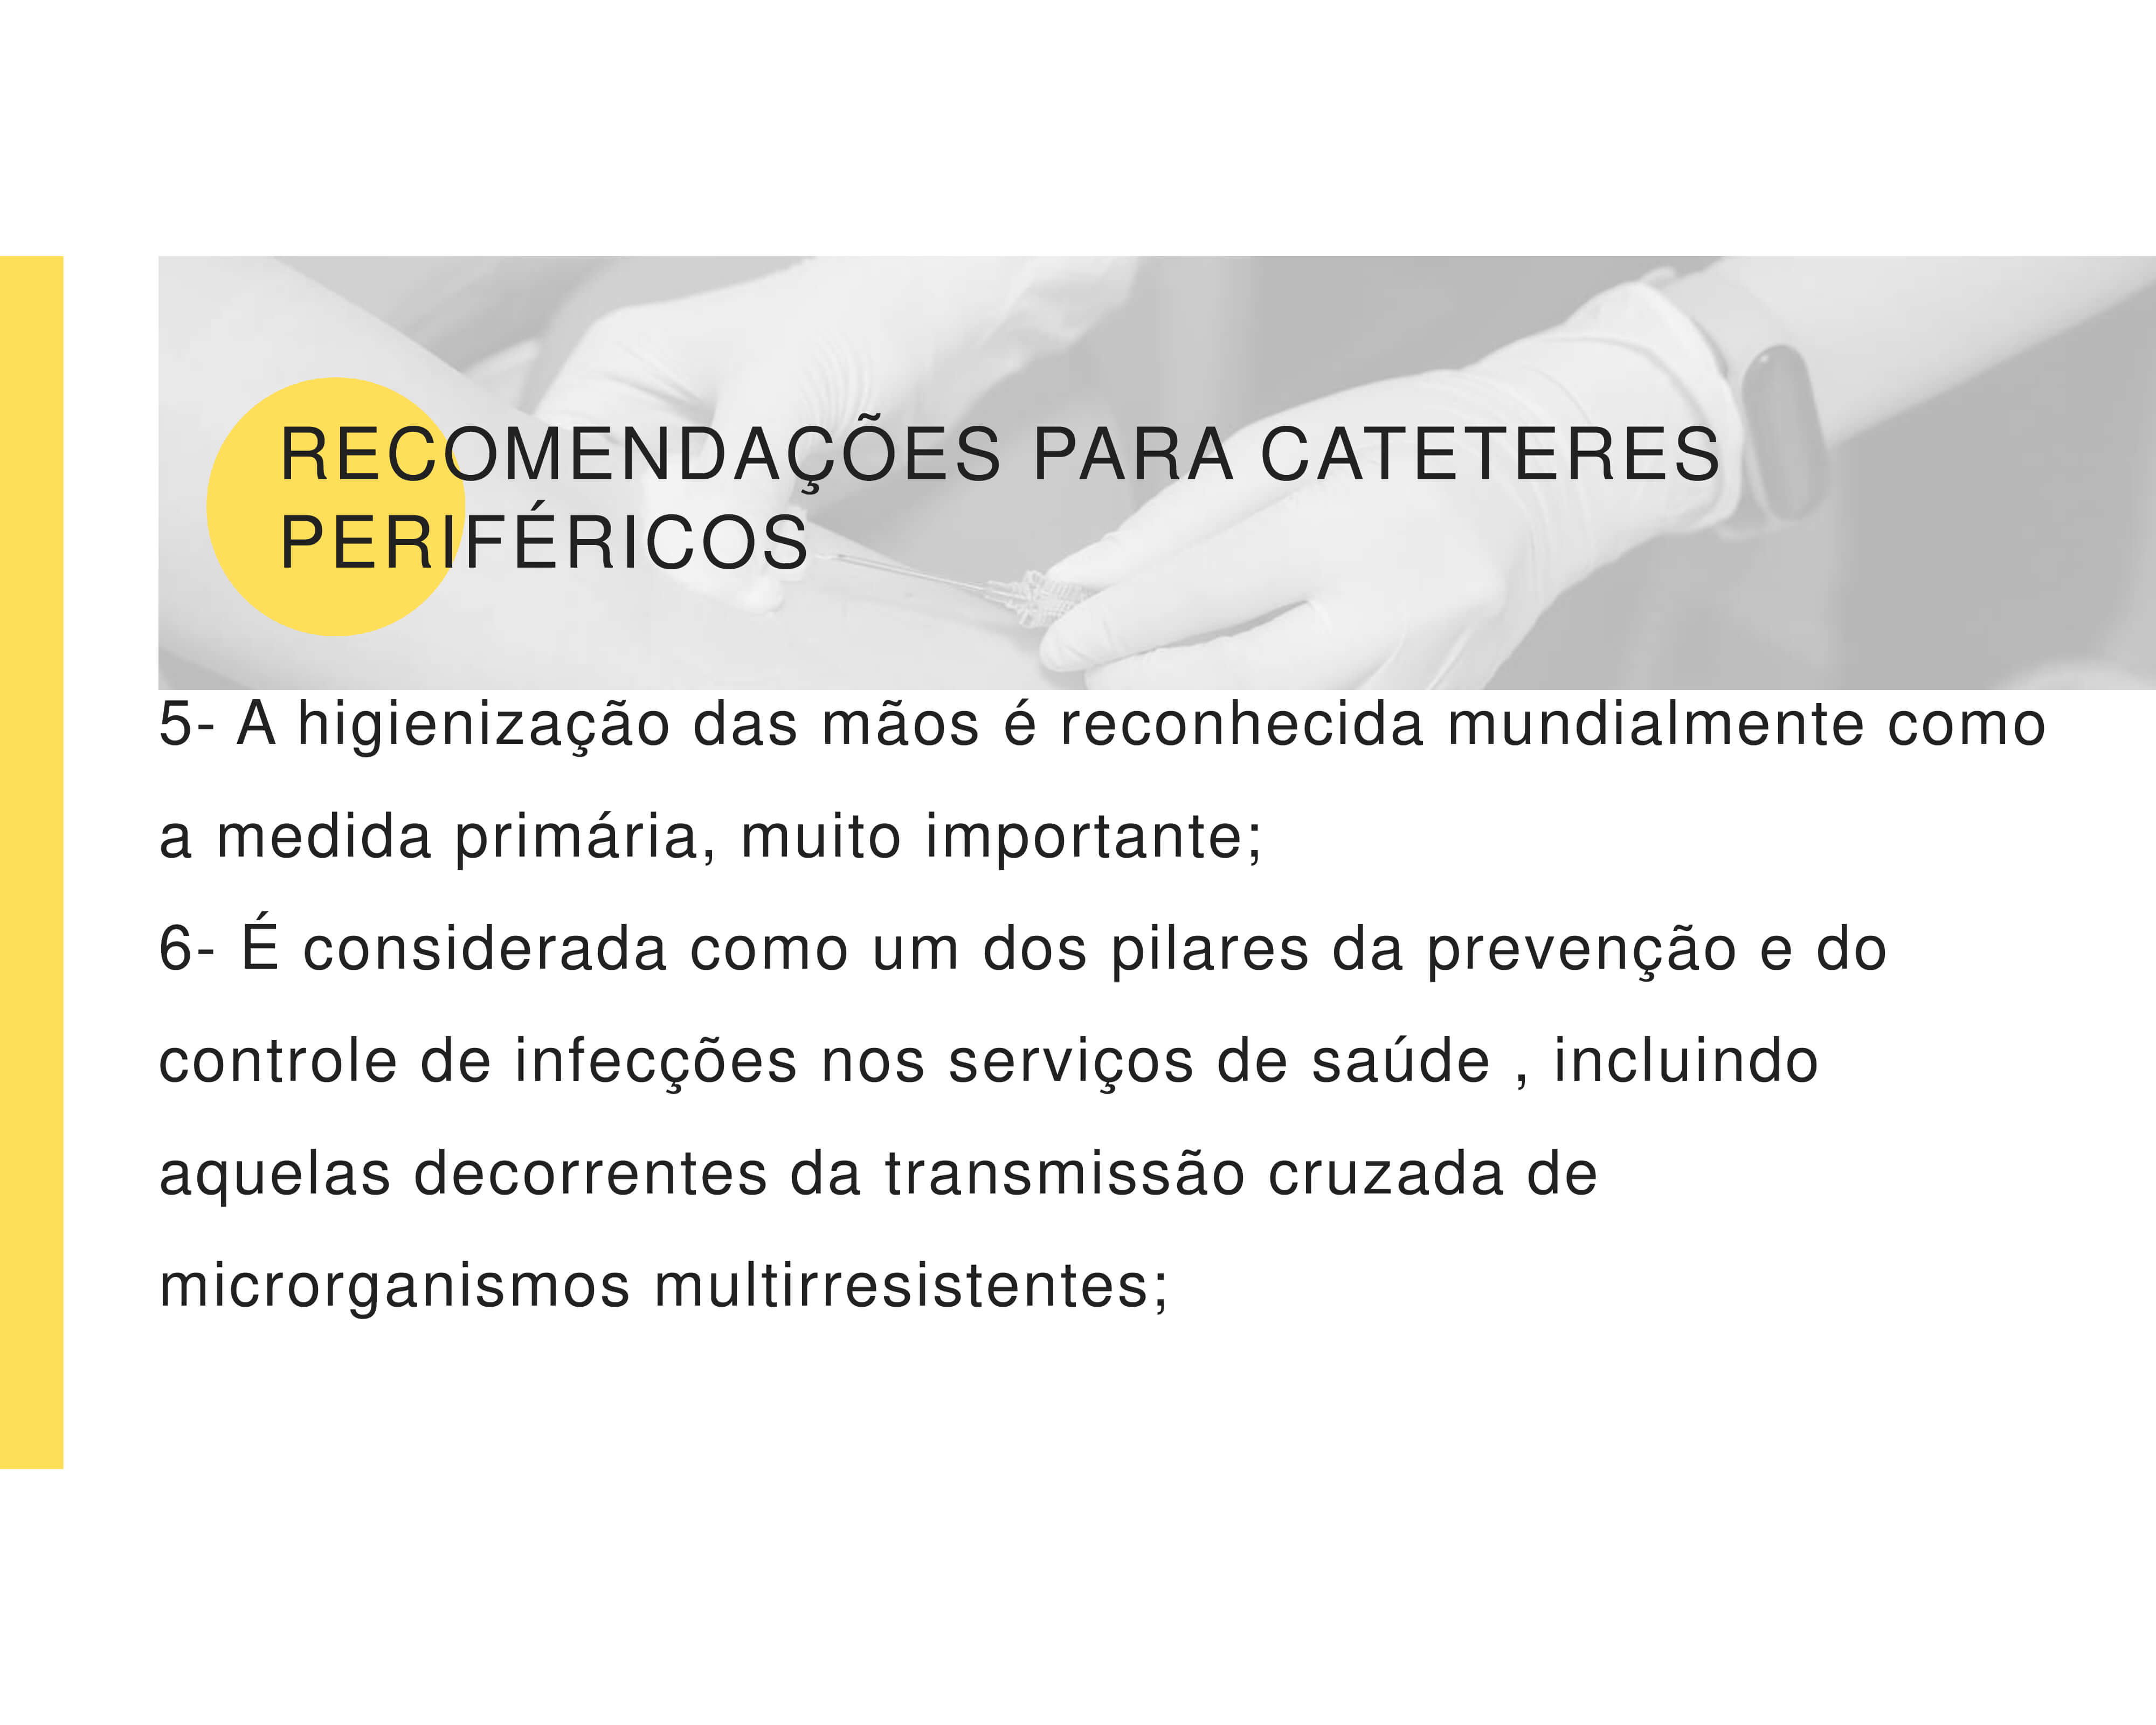 RECOMENDAÇÕES PARA CATETERES
PERIFÉRICOS
5- A higienização das mãos é reconhecida mundialmente como
a medida primária, muito importante;
6- É considerada como um dos pilares da prevenção e do
controle de infecções nos serviços de saúde , incluindo
aquelas decorrentes da transmissão cruzada de
microrganismos multirresistentes;